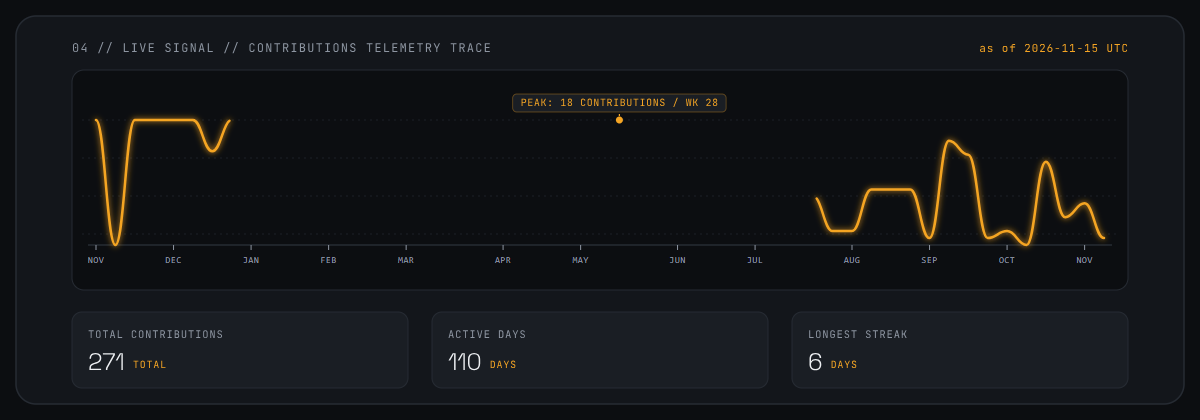 04 // LIVE SIGNAL // CONTRIBUTIONS TELEMETRY TRACE
as of 2026-11-15 UTC
PEAK: 18 CONTRIBUTIONS / WK 28
NOV DEC JAN FEB MAR APR MAY JUN JUL AUG SEP OCT NOV
TOTAL CONTRIBUTIONS
271 TOTAL
ACTIVE DAYS
110 DAYS
LONGEST STREAK
6 DAYS